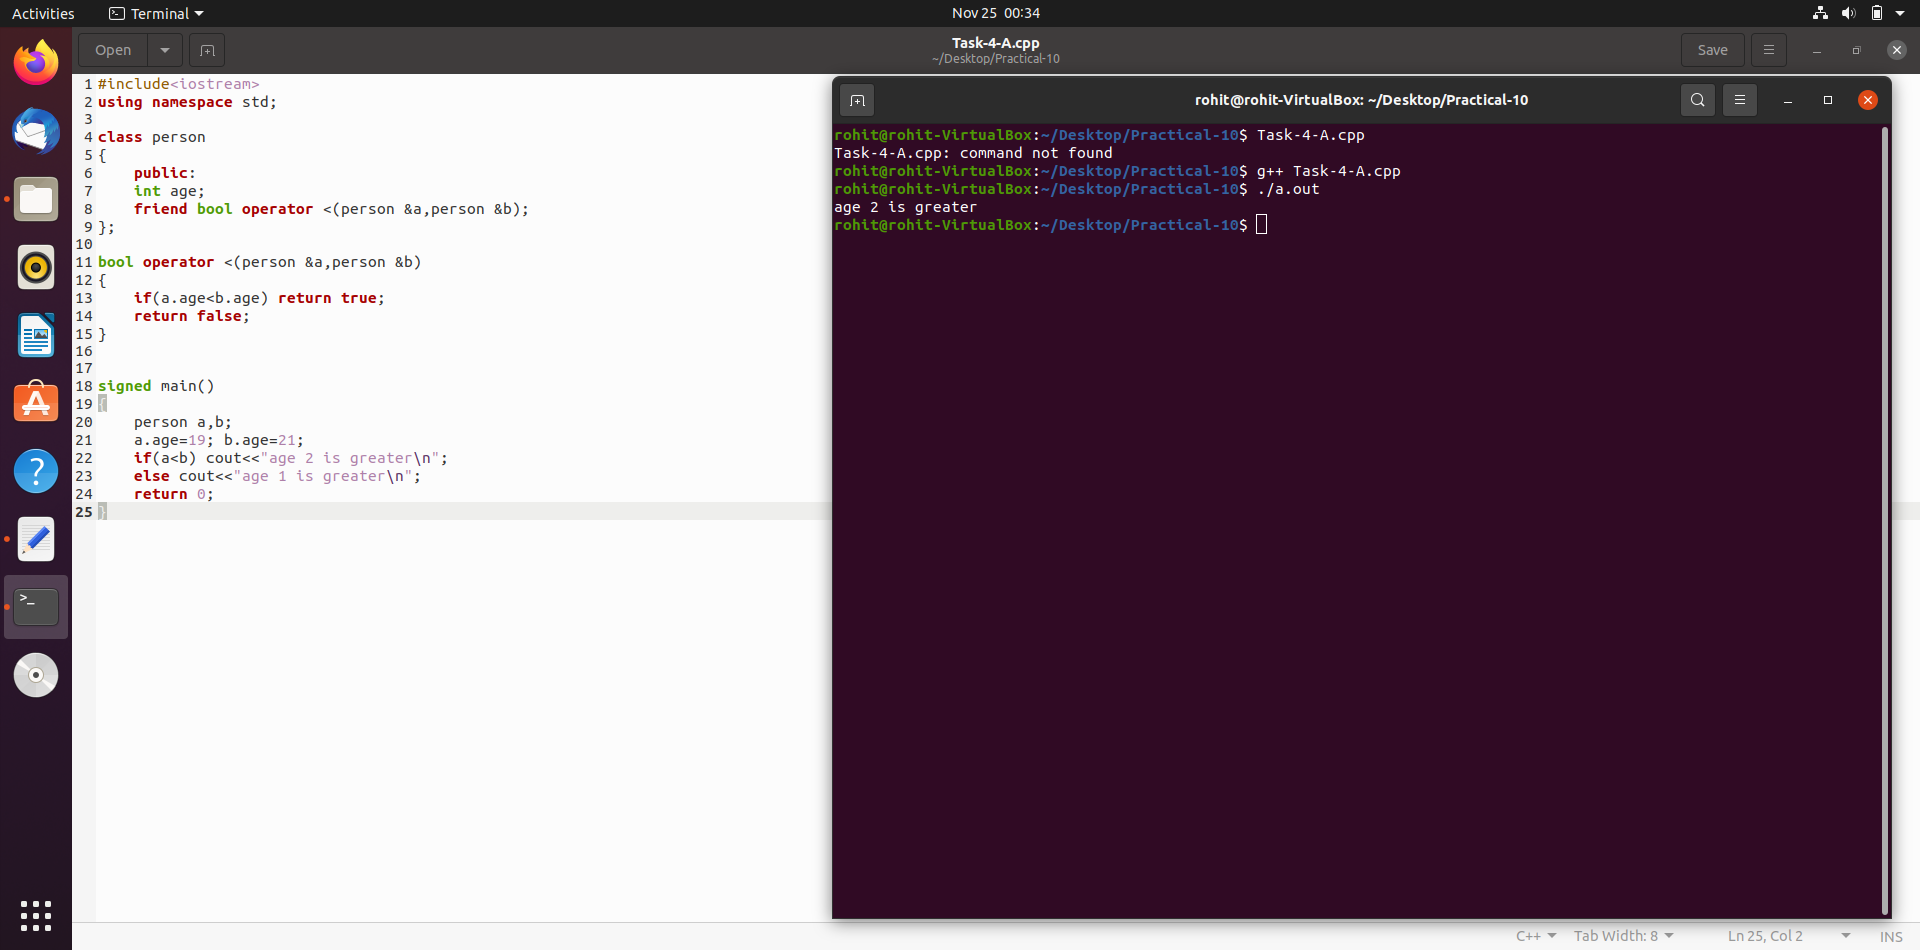 Activities Terminal Nov 25 00:34
Open Task-4-A.cpp Save
~/Desktop/Practical-10
1 #include<iostream>
2 using namespace std;
3
4 class person
5 {
6     public:
7     int age;
8     friend bool operator <(person &a,person &b);
9 };
10
11 bool operator <(person &a,person &b)
12 {
13     if(a.age<b.age) return true;
14     return false;
15 }
16
17
18 signed main()
19 {
20     person a,b;
21     a.age=19; b.age=21;
22     if(a<b) cout<<"age 2 is greater\n";
23     else cout<<"age 1 is greater\n";
24     return 0;
25 }
rohit@rohit-VirtualBox: ~/Desktop/Practical-10
rohit@rohit-VirtualBox:~/Desktop/Practical-10$ Task-4-A.cpp
Task-4-A.cpp: command not found
rohit@rohit-VirtualBox:~/Desktop/Practical-10$ g++ Task-4-A.cpp
rohit@rohit-VirtualBox:~/Desktop/Practical-10$ ./a.out
age 2 is greater
rohit@rohit-VirtualBox:~/Desktop/Practical-10$
C++ Tab Width: 8 Ln 25, Col 2 INS